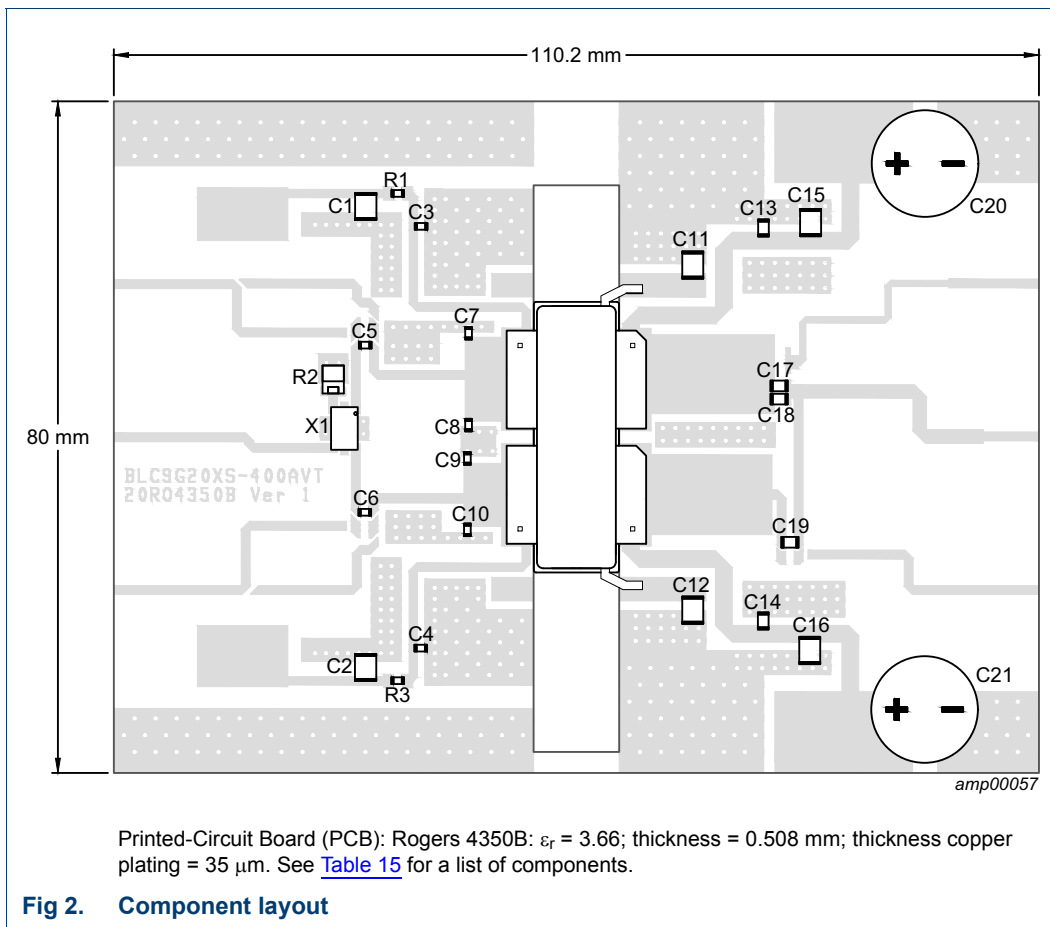 110.2 mm
C20
R1
C1
C3
C15
C13
C11
C7
C5
R2
C17
C18
X1
C8
80 mm
C9
BLC9G20XS-400AVT
20RO4350B Ver 1
C6
C10
C19
C12
C14
C16
C4
C2
R3
C21
amp00057
Printed-Circuit Board (PCB): Rogers 4350B: εr = 3.66; thickness = 0.508 mm; thickness copper
plating = 35 μm. See Table 15 for a list of components.
Fig 2. Component layout